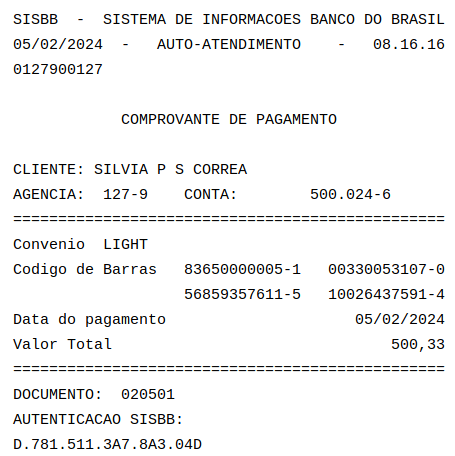 SISBB - SISTEMA DE INFORMACOES BANCO DO BRASIL
05/02/2024 - AUTO-ATENDIMENTO - 08.16.16
0127900127
COMPROVANTE DE PAGAMENTO
CLIENTE: SILVIA P S CORREA
AGENCIA: 127-9 CONTA: 500.024-6
================================================
Convenio LIGHT
Codigo de Barras 83650000005-1 00330053107-0
56859357611-5 10026437591-4
Data do pagamento 05/02/2024
Valor Total 500,33
================================================
DOCUMENTO: 020501
AUTENTICACAO SISBB:
D.781.511.3A7.8A3.04D